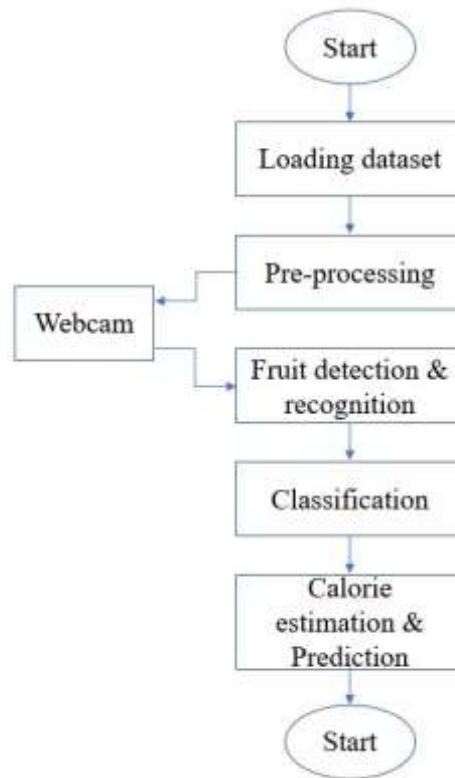 Start
Loading dataset
Pre-processing
Webcam
Fruit detection &
recognition
Classification
Calorie
estimation &
Prediction
Start